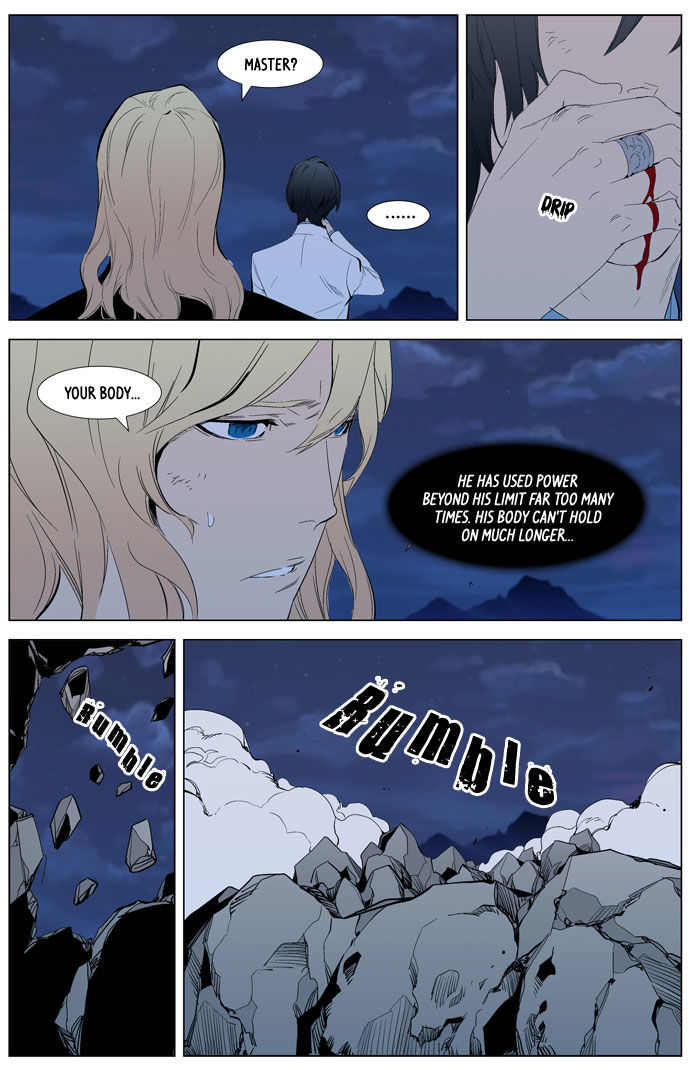 MASTER?
......
DRIP
YOUR BODY...
HE HAS USED POWER
BEYOND HIS LIMIT FAR TOO MANY
TIMES. HIS BODY CAN'T HOLD
ON MUCH LONGER...
Rumble
Rumble